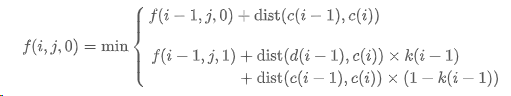 f(i − 1, j, 0) + dist(c(i − 1), c(i))
f(i, j, 0) = min {
f(i − 1, j, 1) + dist(d(i − 1), c(i)) × k(i − 1)
+ dist(c(i − 1), c(i)) × (1 − k(i − 1))